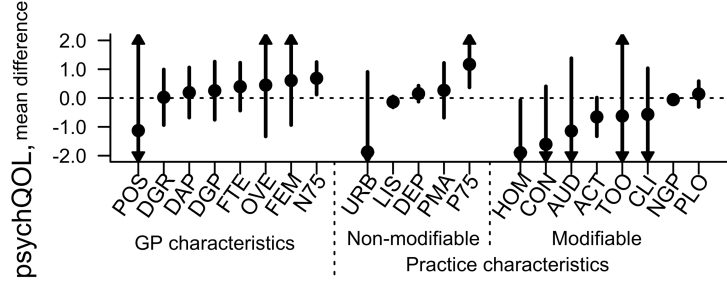 psychQOL, mean difference
2.0
1.0
0.0
-1.0
-2.0
POS DGR DAP DGP FTE OVE FEM N75 URB LIS DEP PMA P75 HOM CON AUD ACT TOO CLI NGP PLO
GP characteristics
Non-modifiable
Modifiable
Practice characteristics